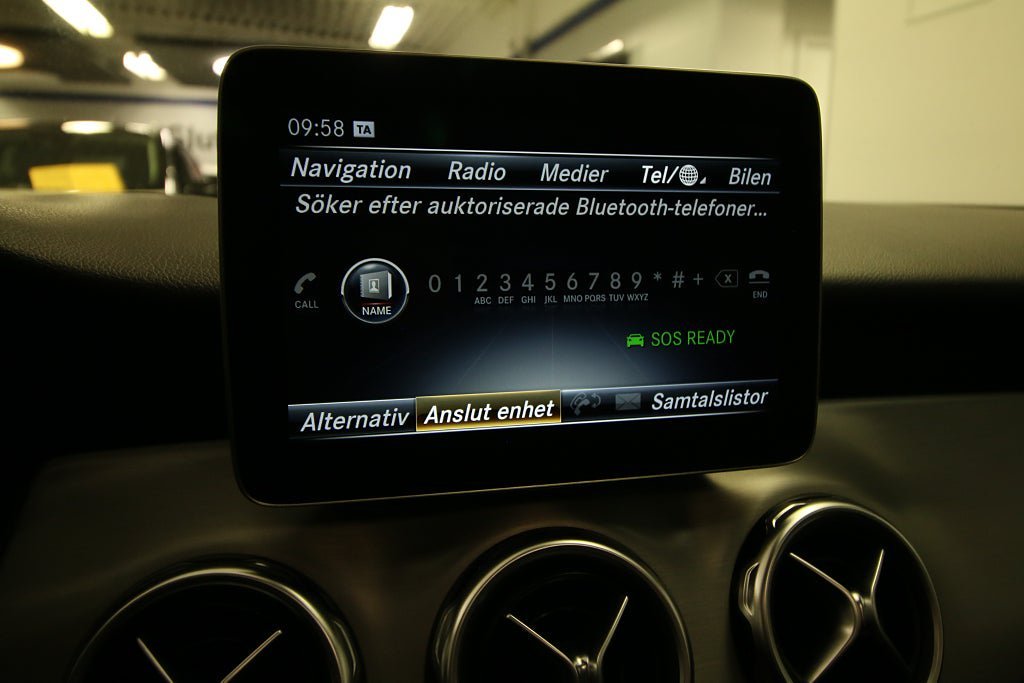 09:58 TA
Navigation Radio Medier Tel/ Bilen
Söker efter auktoriserade Bluetooth-telefoner...
CALL NAME 0 1 2 3 4 5 6 7 8 9 * # + X END
ABC DEF GHI JKL MNO PQRS TUV WXYZ
SOS READY
Alternativ Anslut enhet Samtalslistor